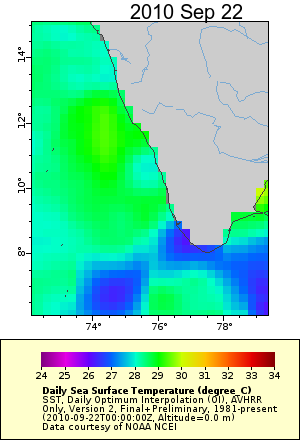 2010 Sep 22
14°
12°
10°
8°
74° 76° 78°
24 25 26 27 28 29 30 31 32 33 34
Daily Sea Surface Temperature (degree_C)
SST, Daily Optimum Interpolation (OI), AVHRR
Only, Version 2, Final+Preliminary, 1981-present
(2010-09-22T00:00:00Z, Altitude=0.0 m)
Data courtesy of NOAA NCEI